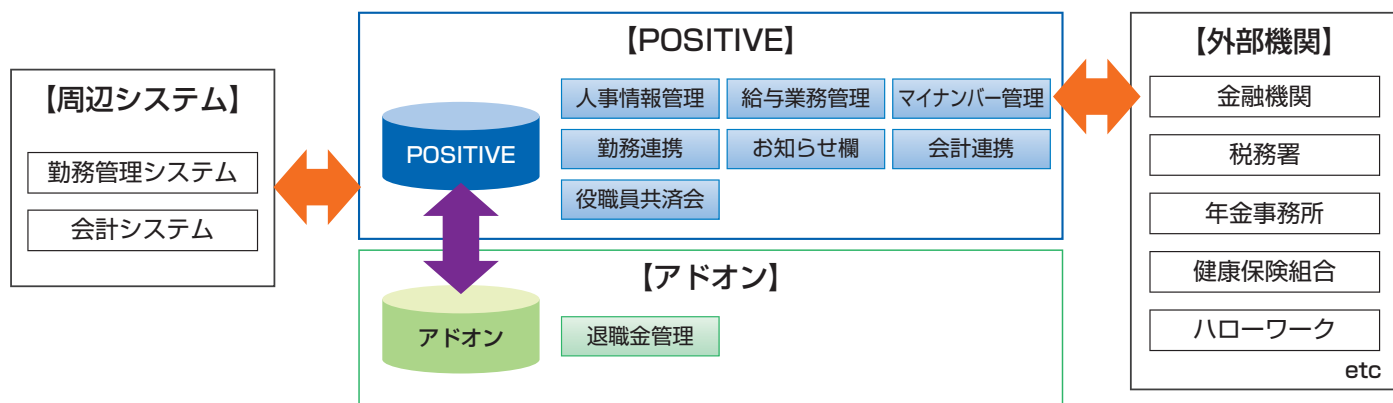 【周辺システム】
勤務管理システム
会計システム
【POSITIVE】
POSITIVE
人事情報管理
給与業務管理
マイナンバー管理
勤務連携
お知らせ欄
会計連携
役職員共済会
【アドオン】
アドオン
退職金管理
【外部機関】
金融機関
税務署
年金事務所
健康保険組合
ハローワーク
etc